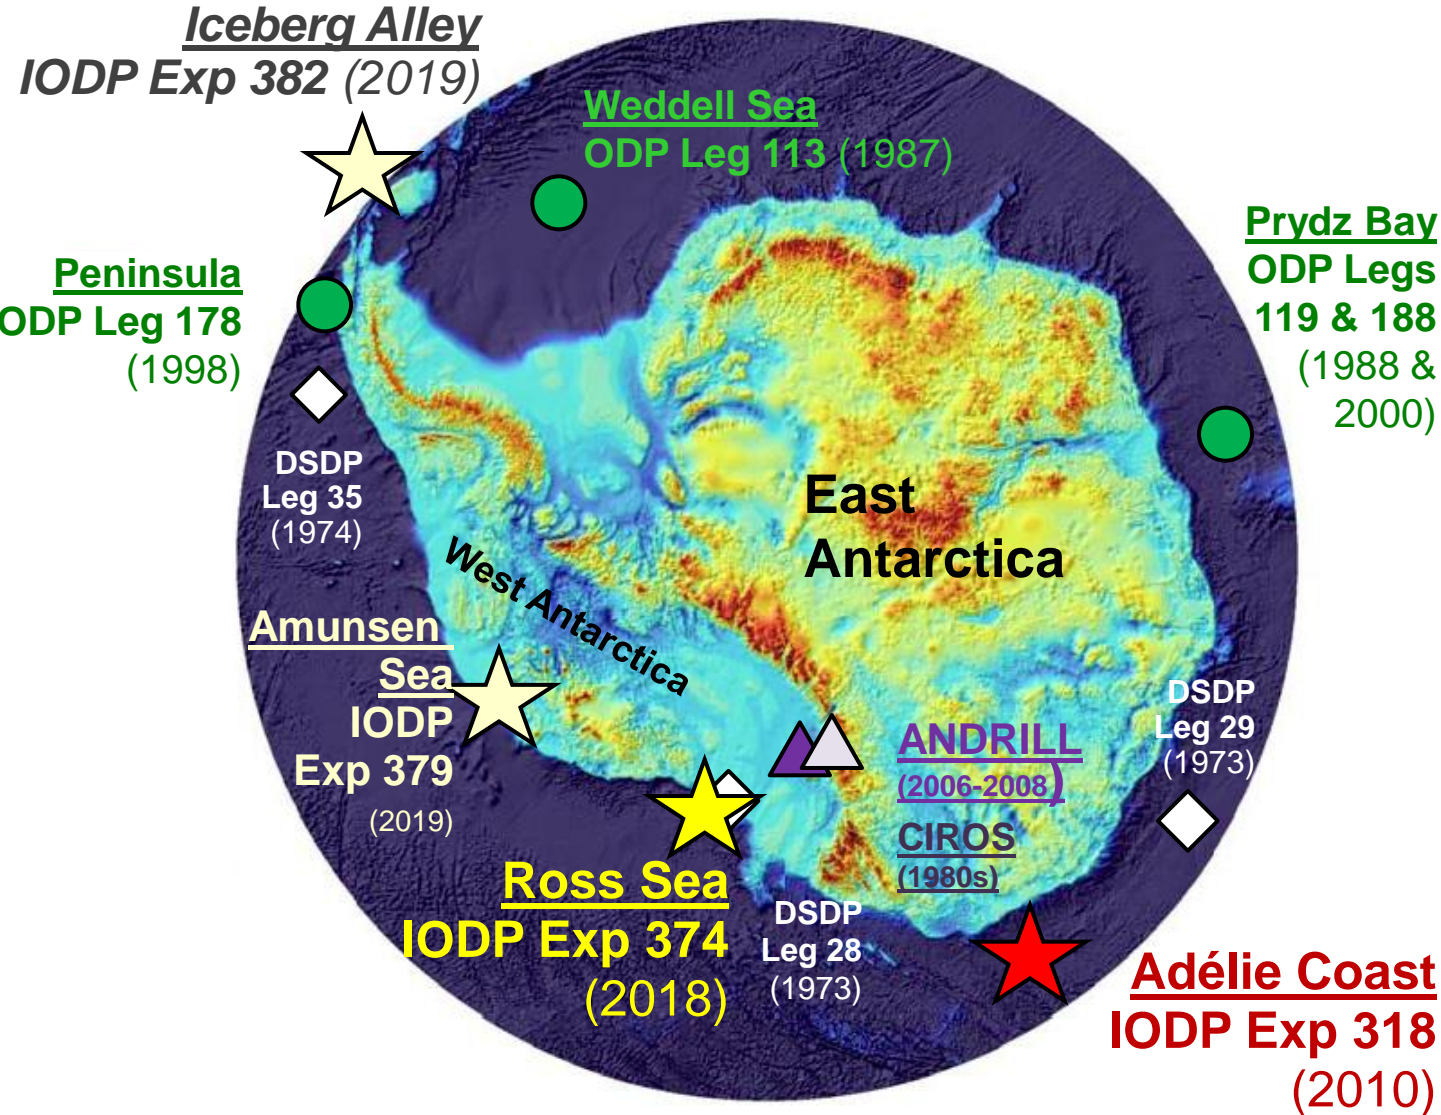 Iceberg Alley
IODP Exp 382 (2019)
Weddell Sea
ODP Leg 113 (1987)
Prydz Bay
ODP Legs
119 & 188
(1988 &
2000)
Peninsula
ODP Leg 178
(1998)
DSDP
Leg 35
(1974)
East
Antarctica
West Antarctica
Amunsen
Sea
IODP
Exp 379
(2019)
DSDP
Leg 29
(1973)
ANDRILL
(2006-2008)
CIROS
(1980s)
Ross Sea
IODP Exp 374
(2018)
DSDP
Leg 28
(1973)
Adélie Coast
IODP Exp 318
(2010)